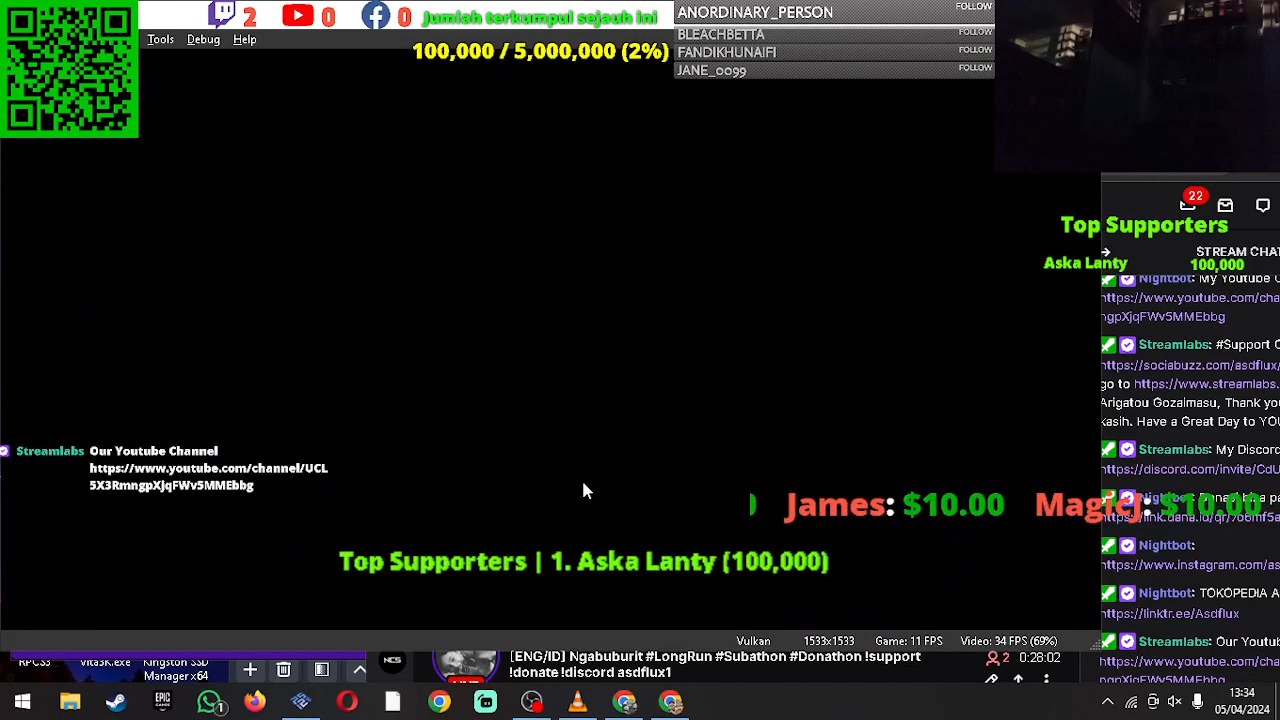 2 0 0 Jumlah terkumpul sejauh ini
100,000 / 5,000,000 (2%)
ANORDINARY_PERSON FOLLOW
BLEACHBETTA FOLLOW
FANDIKHUNAIFI FOLLOW
JANE_0099 FOLLOW
Tools Debug Help
22
Top Supporters
STREAM CHAT
Aska Lanty 100,000
Nightbot: My Youtube C
https://www.youtube.com/cha
ngpXjqFWv5MMEbbg
Streamlabs: #Support O
https://sociabuzz.com/asdflux/
go to https://www.streamlabs.
Arigatou Gozaimasu, Thank you
kasih. Have a Great Day to YOU
Streamlabs: My Discord
https://discord.com/invite/CdU
Nightbot:
Nightbot:
https://www.instagram.com/as
Nightbot: TOKOPEDIA A
https://linktr.ee/Asdflux
Streamlabs: Our Youtub
Streamlabs Our Youtube Channel
https://www.youtube.com/channel/UCL
5X3RmngpXjqFWv5MMEbbg
James: $10.00 MagicJ: $10.00
Top Supporters | 1. Aska Lanty (100,000)
Vulkan 1533x1533 Game: 11 FPS Video: 34 FPS (69%)
RPCS3 Vita3K.exe Kingston SSD
Manager x64
NCS
LIVE
[ENG/ID] Ngabuburit #LongRun #Subathon #Donathon !support
!donate !discord asdflux1
2 0:28:02
EPIC
GAMES
1
13:34
05/04/2024